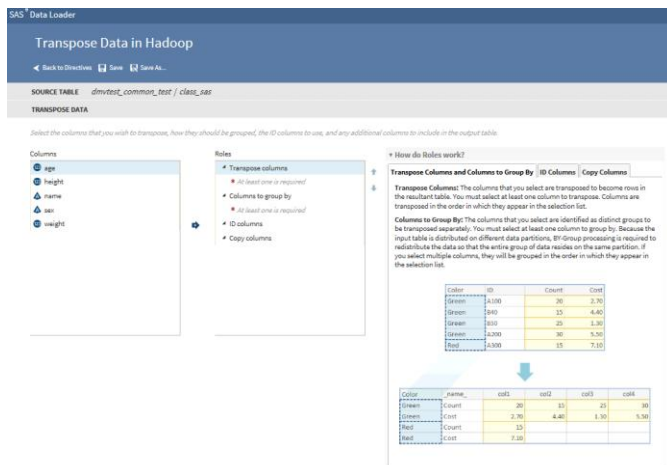 SAS® Data Loader
Transpose Data in Hadoop
Back to Directives Save Save As...
SOURCE TABLE dmvtest_common_test / class_sas
TRANSPOSE DATA
Select the columns that you wish to transpose, how they should be grouped, the ID columns to use, and any additional columns to include in the output table.
Columns
age
height
name
sex
weight
Roles
Transpose columns
* At least one is required
Columns to group by
* At least one is required
ID columns
Copy columns
How do Roles work?
Transpose Columns and Columns to Group By ID Columns Copy Columns
Transpose Columns: The columns that you select are transposed to become rows in
the resultant table. You must select at least one column to transpose. Columns are
transposed in the order in which they appear in the selection list.
Columns to Group By: The columns that you select are identified as distinct groups to
be transposed separately. You must select at least one column to group by. Because the
input table is distributed on different data partitions, BY-Group processing is required to
redistribute the data so that the entire group of data resides on the same partition. If
you select multiple columns, they will be grouped in the order in which they appear in
the selection list.
Color ID Count Cost
Green A100 20 2.70
Green B40 15 4.40
Green 25 1.30
Green A200 30 5.50
Red A300 15 7.10
Color _name_ col1 col2 col3 col4
Green Count 20 15 25 30
Green Cost 2.70 4.40 1.30 5.50
Red Count 15
Red Cost 7.10